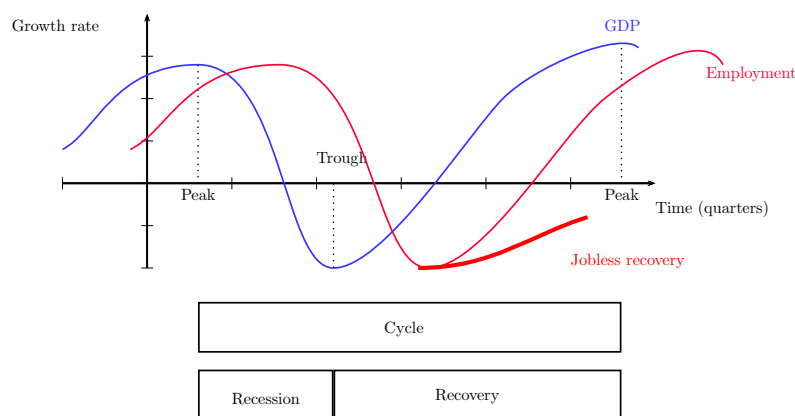 Growth rate
GDP
Employment
Trough
Peak
Peak
Time (quarters)
Jobless recovery
Cycle
Recession
Recovery